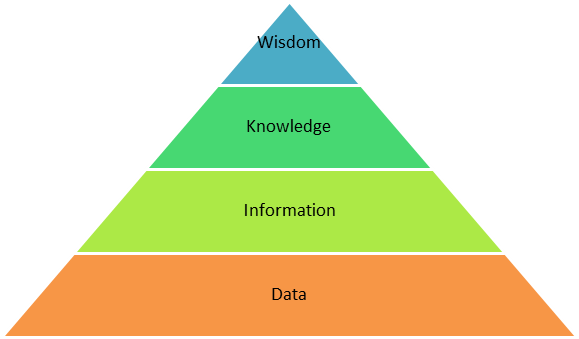 Wisdom
Knowledge
Information
Data